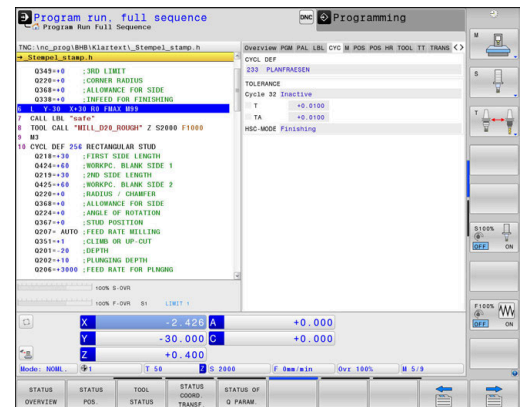 Program run, full sequence
Program Run Full Sequence
DNC
Programming
TNC:\nc_prog\BHB\Klartext\_Stempel_stamp.h
→_Stempel_stamp.h
Q349=+0 ;3RD LIMIT
Q220=+0 ;CORNER RADIUS
Q368=+0 ;ALLOWANCE FOR SIDE
Q338=+0 ;INFEED FOR FINISHING
6 L Y-30 X+30 R0 FMAX M99
7 CALL LBL "safe"
8 TOOL CALL "MILL_D20_ROUGH" Z S2000 F1000
9 M3
10 CYCL DEF 256 RECTANGULAR STUD
Q218=+30 ;FIRST SIDE LENGTH
Q424=+60 ;WORKPC. BLANK SIDE 1
Q219=+30 ;2ND SIDE LENGTH
Q425=+60 ;WORKPC. BLANK SIDE 2
Q220=+0 ;RADIUS / CHAMFER
Q368=+0 ;ALLOWANCE FOR SIDE
Q224=+0 ;ANGLE OF ROTATION
Q367=+0 ;STUD POSITION
Q207= AUTO ;FEED RATE MILLING
Q351=+1 ;CLIMB OR UP-CUT
Q201=-20 ;DEPTH
Q202=+10 ;PLUNGING DEPTH
Q206=+3000 ;FEED RATE FOR PLNGNG
Overview PGM PAL LBL CYC M POS POS HR TOOL TT TRANS
CYCL DEF
233 PLANFRAESEN
TOLERANCE
Cycle 32 Inactive
T +0.0100
TA +0.0100
HSC-MODE Finishing
100% S-OVR
100% F-OVR S1 LIMIT 1
X -2.426 A +0.000
Y -30.000 C +0.000
Z +0.400
Mode: NOML. 1 T 50 Z S 2000 F 0mm/min Ovr 100% M 5/9
STATUS OVERVIEW
STATUS POS.
TOOL STATUS
STATUS COORD. TRANSF.
STATUS OF Q PARAM.
M
S
T
S100%
OFF ON
F100%
OFF ON